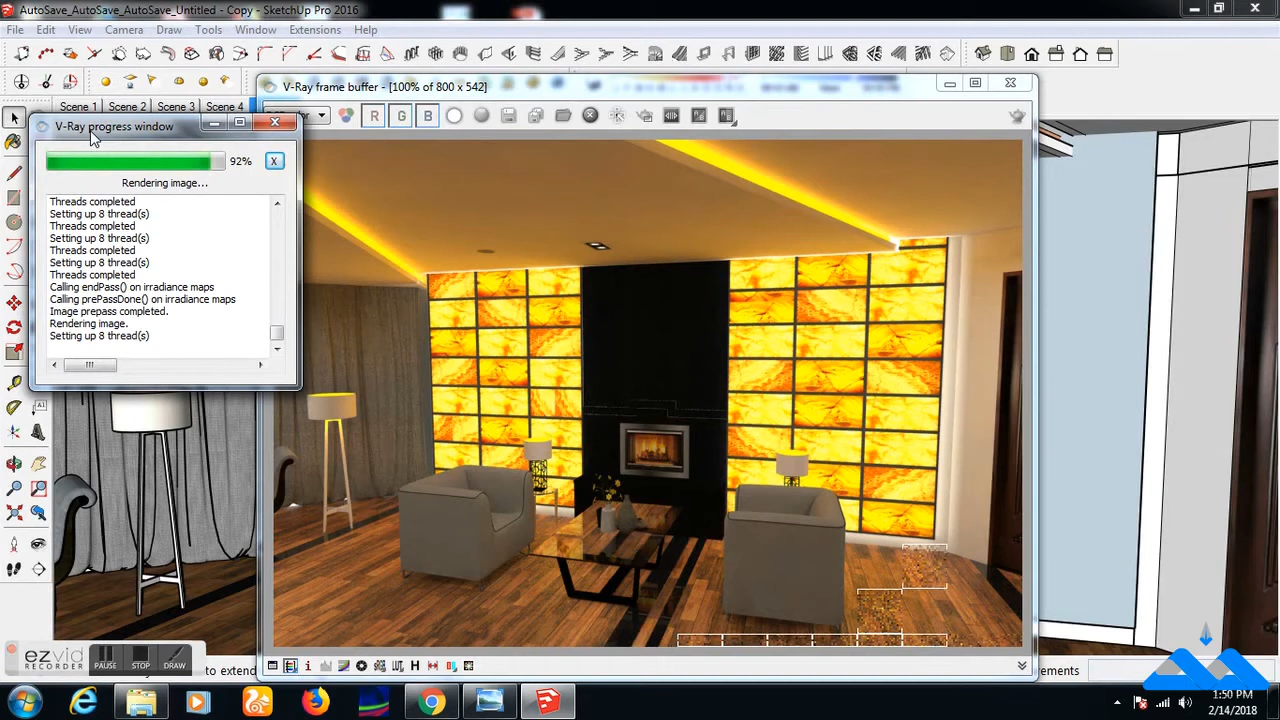 AutoSave_AutoSave_AutoSave_Untitled - Copy - SketchUp Pro 2016
File Edit View Camera Draw Tools Window Extensions Help
Scene 1 Scene 2 Scene 3 Scene 4
V-Ray frame buffer - [100% of 800 x 542]
R G B
V-Ray progress window
92% X
Rendering image...
Threads completed
Setting up 8 thread(s)
Threads completed
Setting up 8 thread(s)
Threads completed
Setting up 8 thread(s)
Threads completed
Calling endPass() on irradiance maps
Calling prePassDone() on irradiance maps
Image prepass completed.
Rendering image.
Setting up 8 thread(s)
ezvid
RECORDER
PAUSE STOP DRAW
to extend
1:50 PM
2/14/2018